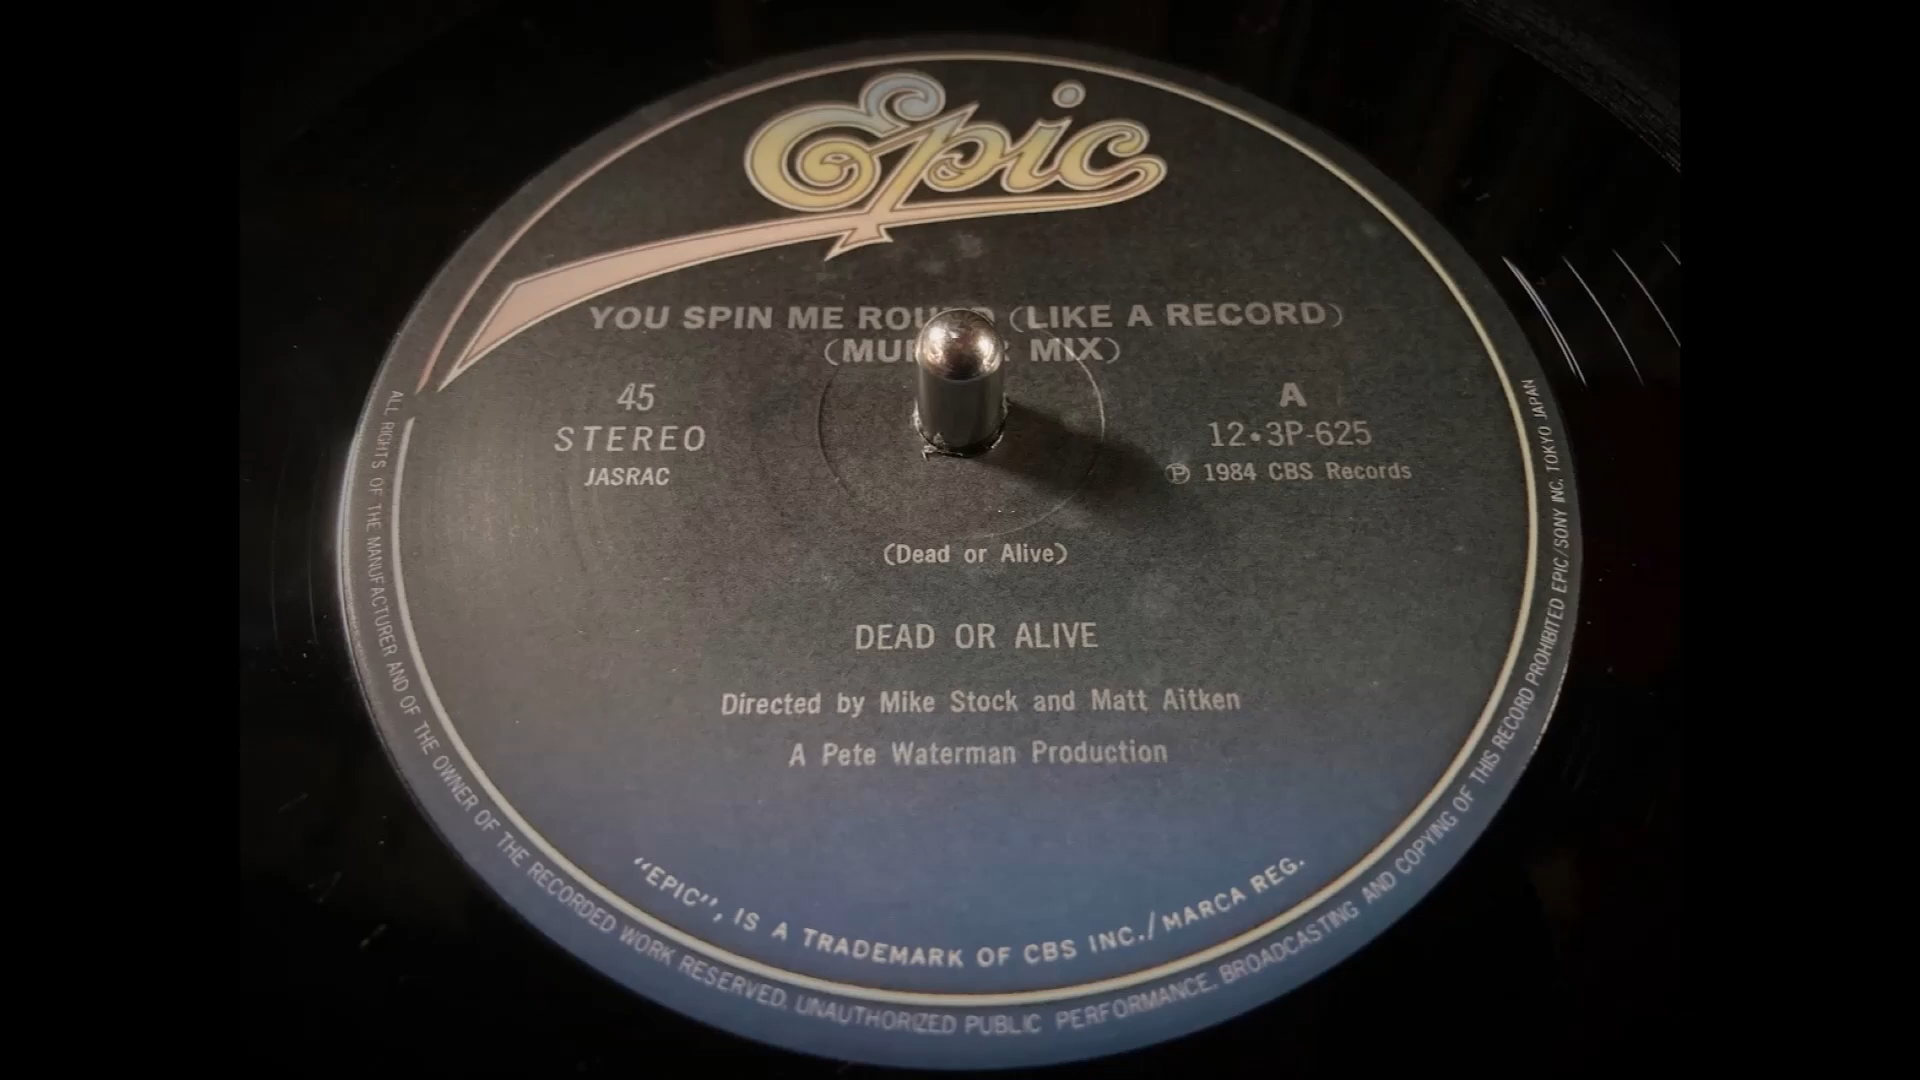 Epic
YOU SPIN ME (LIKE A RECORD)
MIX)
45
STEREO
JASRAC
A
12•3P-625
Ⓟ 1984 CBS Records
(Dead or Alive)
DEAD OR ALIVE
Directed by Mike Stock and Matt Aitken
A Pete Waterman Production
"EPIC", IS A TRADEMARK OF CBS INC./MARCA REG.
ALL RIGHTS OF THE MANUFACTURER AND OF THE OWNER OF THE RECORDED WORK RESERVED. UNAUTHORIZED PUBLIC PERFORMANCE. BROADCASTING AND COPYING OF THIS RECORD PROHIBITED EPIC/SONY INC. TOKYO JAPAN